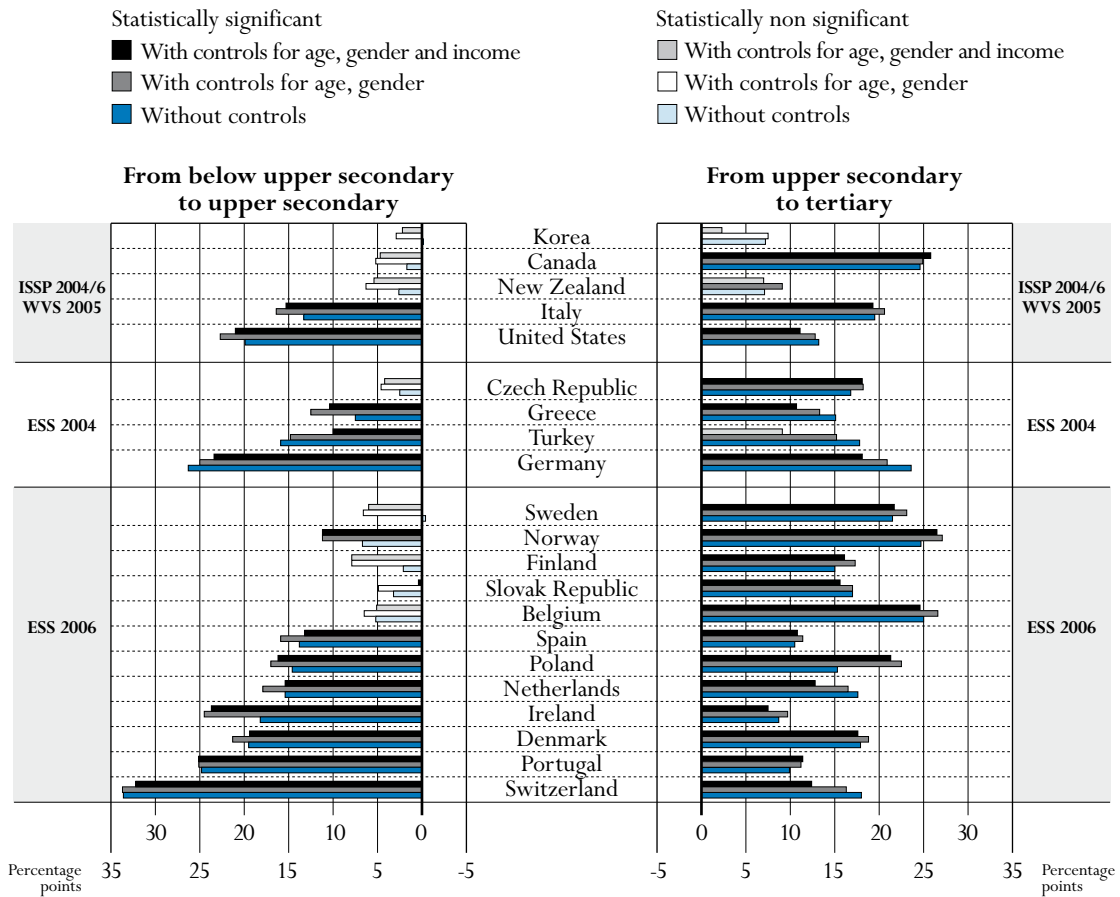 Statistically significant
With controls for age, gender and income
With controls for age, gender
Without controls
Statistically non significant
With controls for age, gender and income
With controls for age, gender
Without controls
From below upper secondary
to upper secondary
From upper secondary
to tertiary
ISSP 2004/6
WVS 2005
Korea
Canada
New Zealand
Italy
United States
ISSP 2004/6
WVS 2005
ESS 2004
Czech Republic
Greece
Turkey
Germany
ESS 2004
ESS 2006
Sweden
Norway
Finland
Slovak Republic
Belgium
Spain
Poland
Netherlands
Ireland
Denmark
Portugal
Switzerland
ESS 2006
30 20 10 0
0 10 20 30
Percentage
points
35 25 15 5 -5
-5 5 15 25 35
Percentage
points